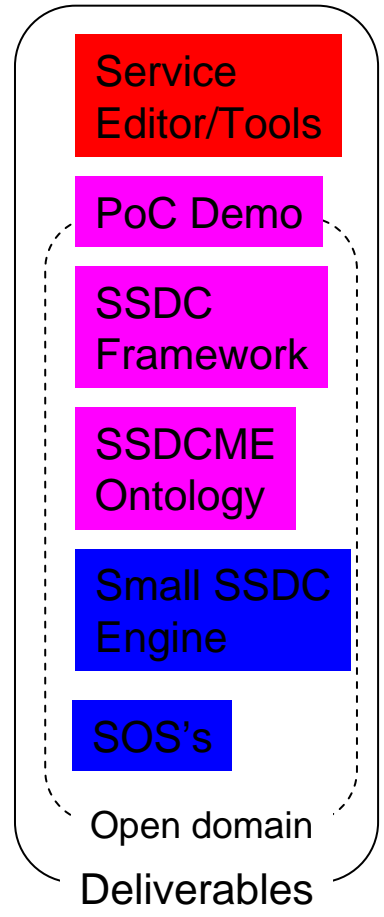 Service
Editor/Tools
PoC Demo
SSDC
Framework
SSDCME
Ontology
Small SSDC
Engine
SOS's
Open domain
Deliverables